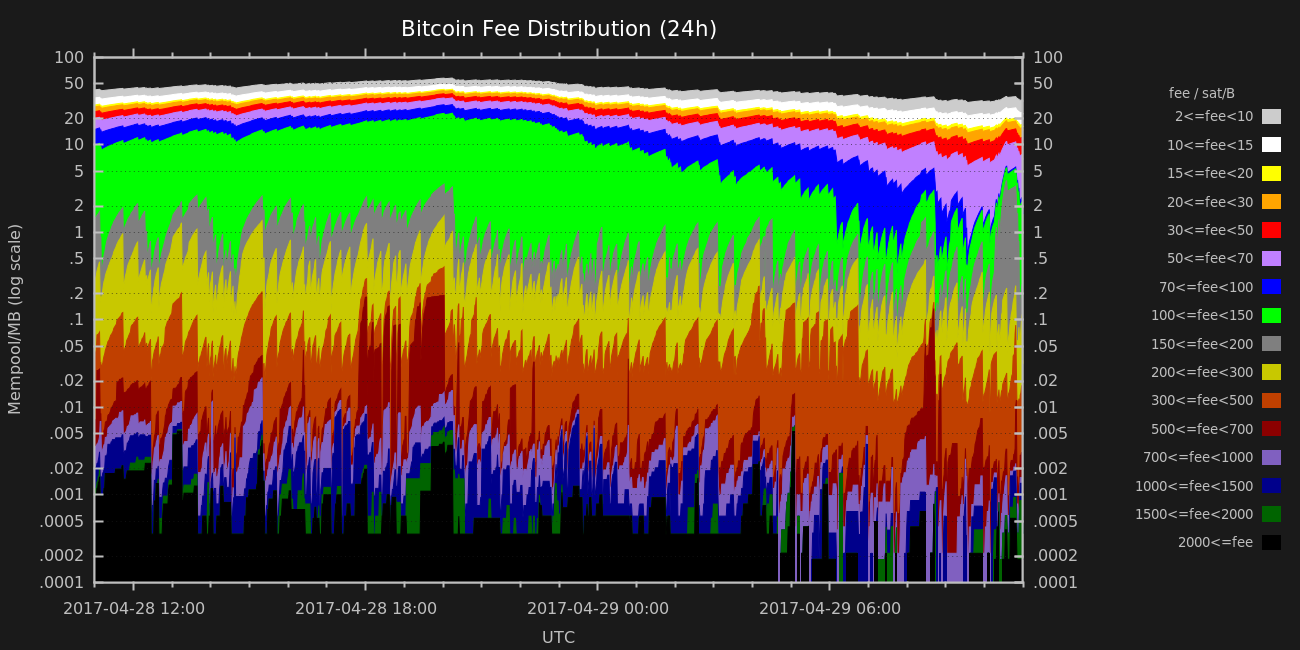 Bitcoin Fee Distribution (24h)
100
50
20
10
5
2
1
.5
.2
.1
.05
.02
.01
.005
.002
.001
.0005
.0002
.0001
Mempool/MB (log scale)
100
50
20
10
5
2
1
.5
.2
.1
.05
.02
.01
.005
.002
.001
.0005
.0002
.0001
2017-04-28 12:00
2017-04-28 18:00
2017-04-29 00:00
2017-04-29 06:00
UTC
fee / sat/B
2<=fee<10
10<=fee<15
15<=fee<20
20<=fee<30
30<=fee<50
50<=fee<70
70<=fee<100
100<=fee<150
150<=fee<200
200<=fee<300
300<=fee<500
500<=fee<700
700<=fee<1000
1000<=fee<1500
1500<=fee<2000
2000<=fee